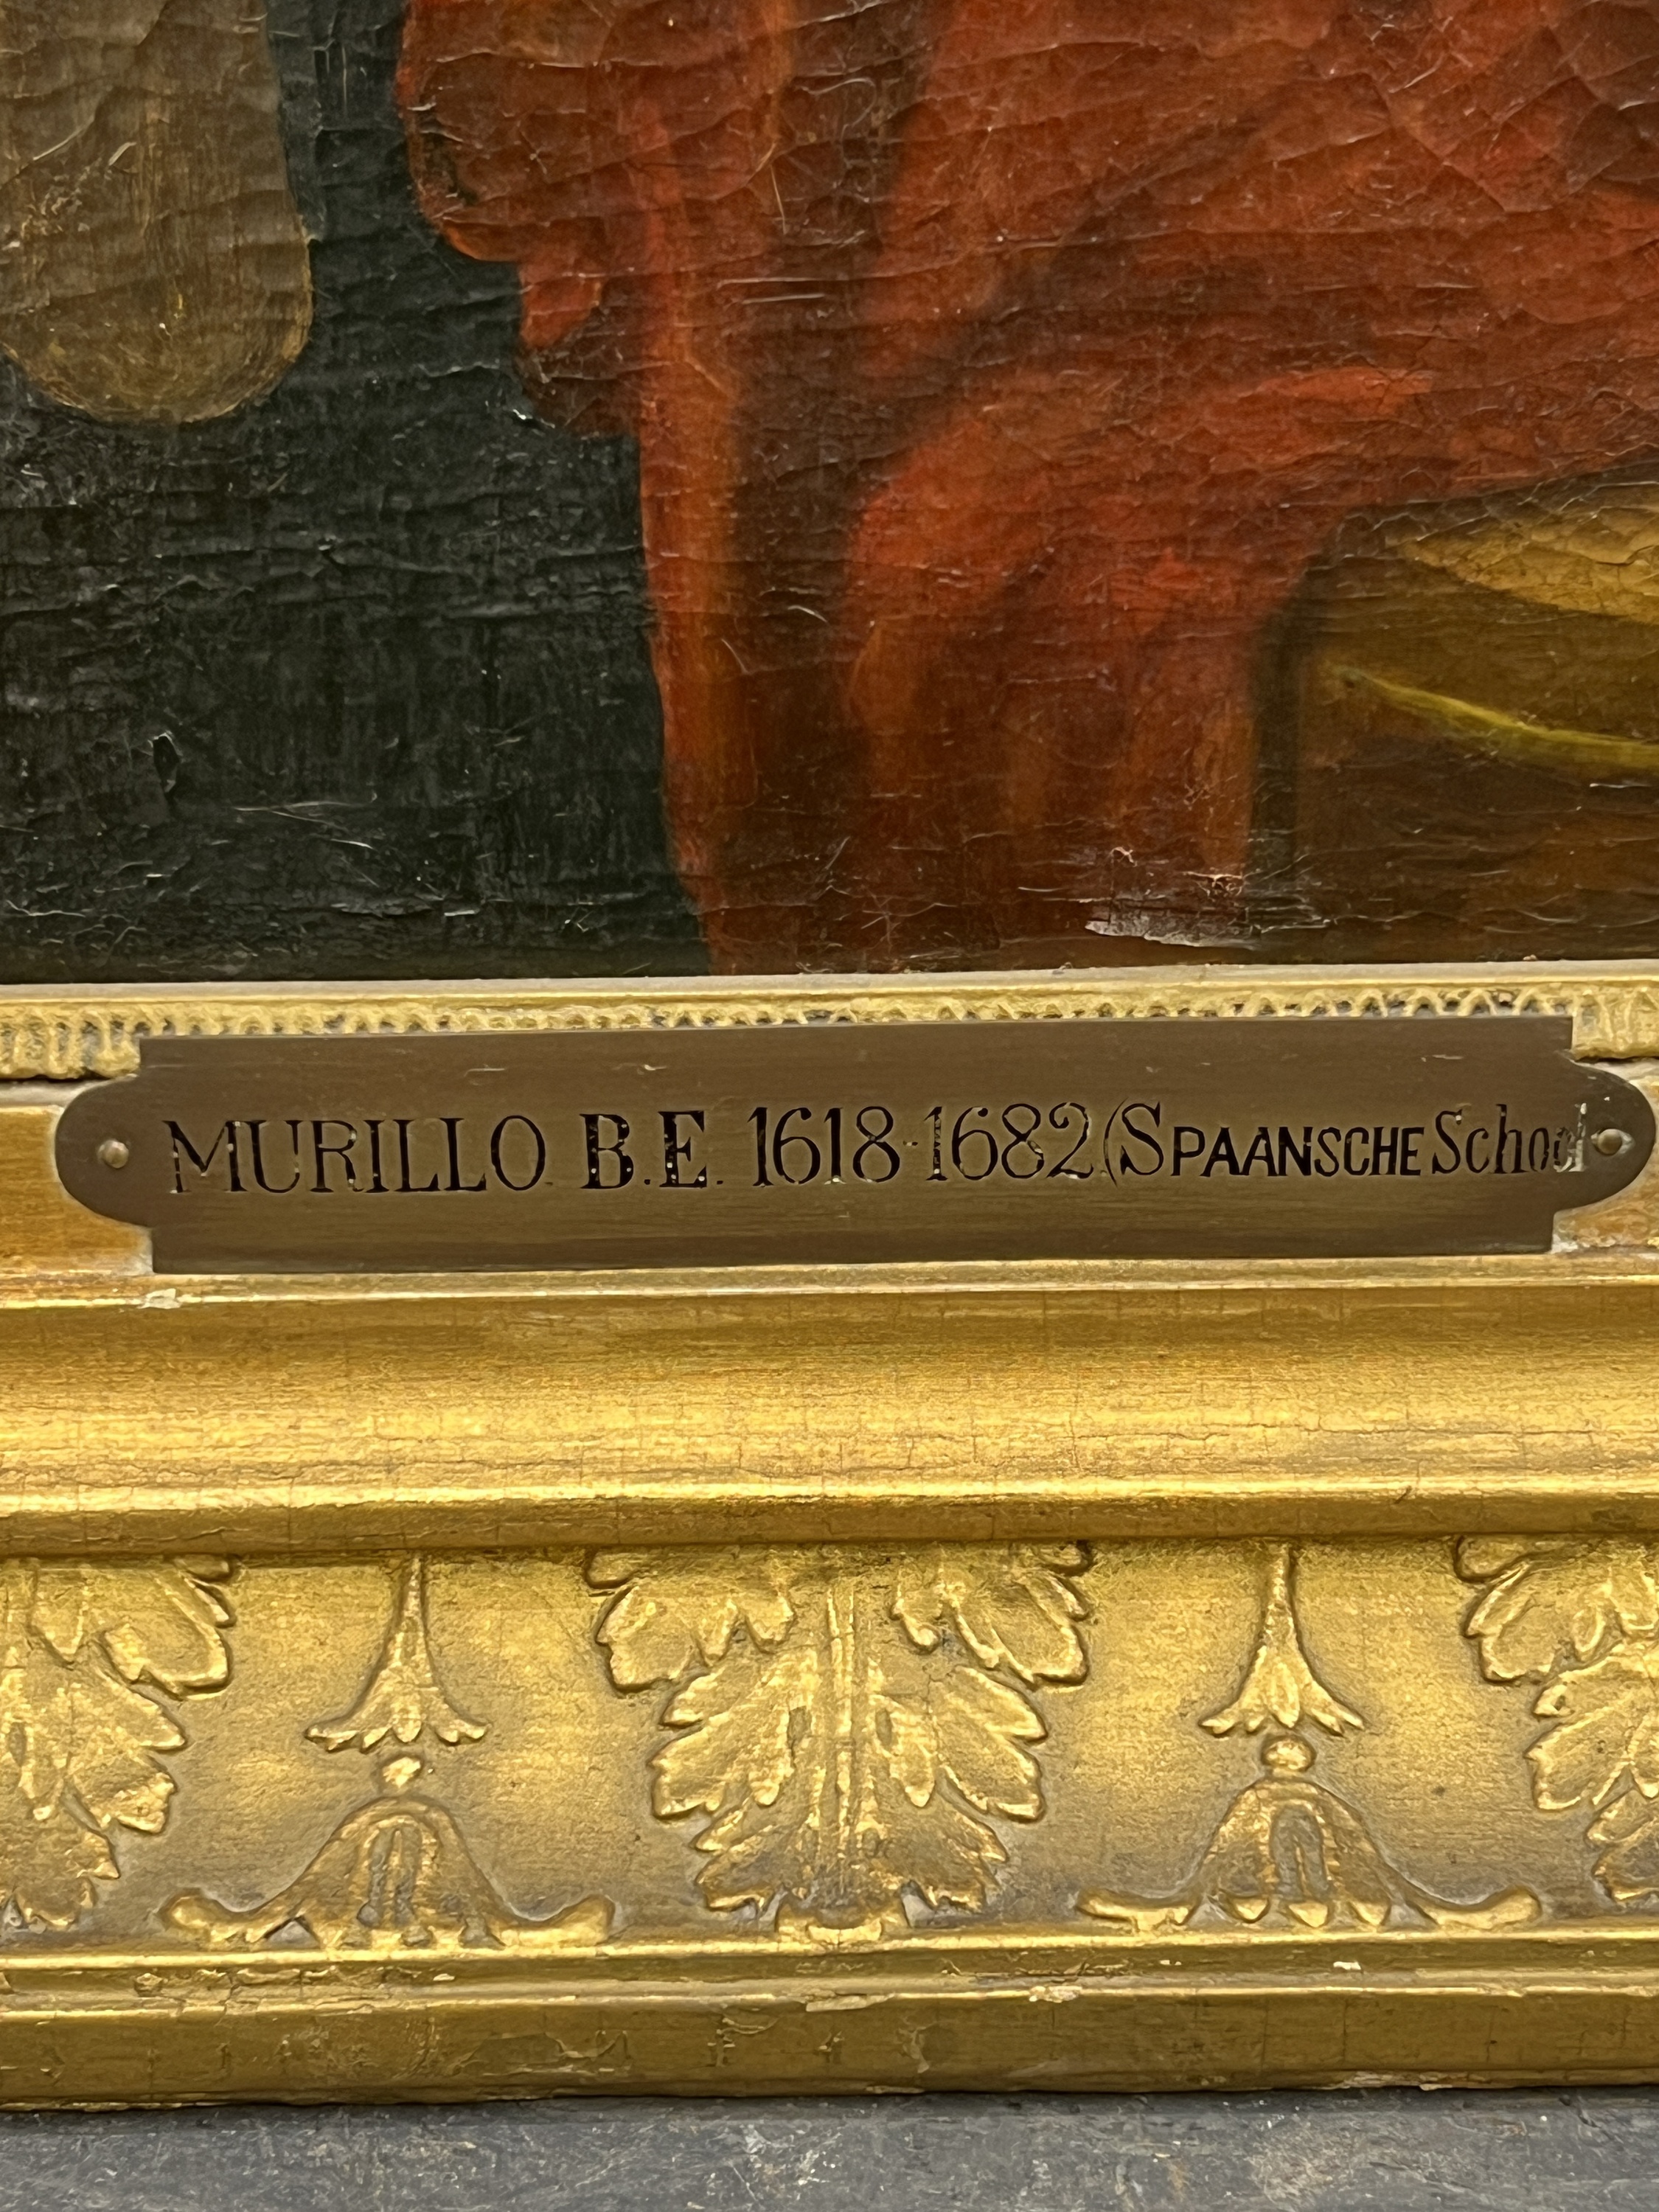 MURILLO. B.E. 1618-1682 (SPAANSCHE School